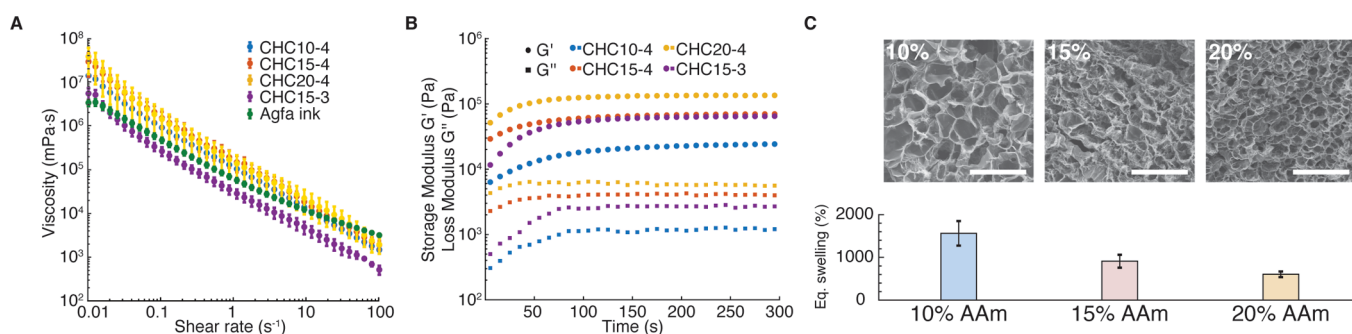 A
Viscosity (mPa·s)
10⁸
10⁷
10⁶
10⁵
10⁴
10³
10²
CHC10-4
CHC15-4
CHC20-4
CHC15-3
Agfa ink
0.01 0.1 1 10 100
Shear rate (s⁻¹)
B
Storage Modulus G' (Pa)
Loss Modulus G" (Pa)
10⁶
10⁵
10⁴
10³
10²
G'
G"
CHC10-4 CHC20-4
CHC15-4 CHC15-3
50 100 150 200 250 300
Time (s)
C
10% 15% 20%
Eq. swelling (%)
2000
1000
0
10% AAm 15% AAm 20% AAm